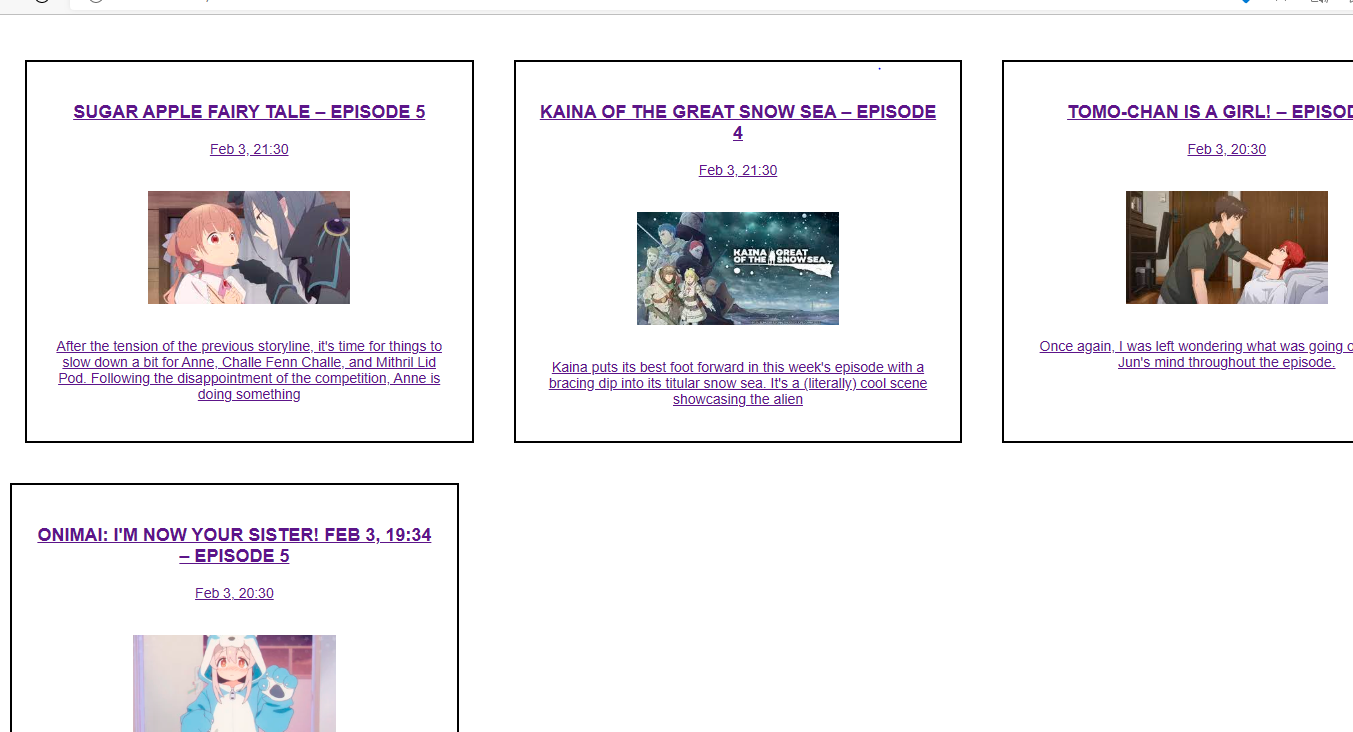 SUGAR APPLE FAIRY TALE – EPISODE 5
Feb 3, 21:30
After the tension of the previous storyline, it's time for things to
slow down a bit for Anne, Challe Fenn Challe, and Mithril Lid
Pod. Following the disappointment of the competition, Anne is
doing something
KAINA OF THE GREAT SNOW SEA – EPISODE
4
Feb 3, 21:30
KAINA
OF THE
GREAT
SNOW SEA
Kaina puts its best foot forward in this week's episode with a
bracing dip into its titular snow sea. It's a (literally) cool scene
showcasing the alien
TOMO-CHAN IS A GIRL! – EPISOD
Feb 3, 20:30
Once again, I was left wondering what was going
Jun's mind throughout the episode.
ONIMAI: I'M NOW YOUR SISTER! FEB 3, 19:34
– EPISODE 5
Feb 3, 20:30